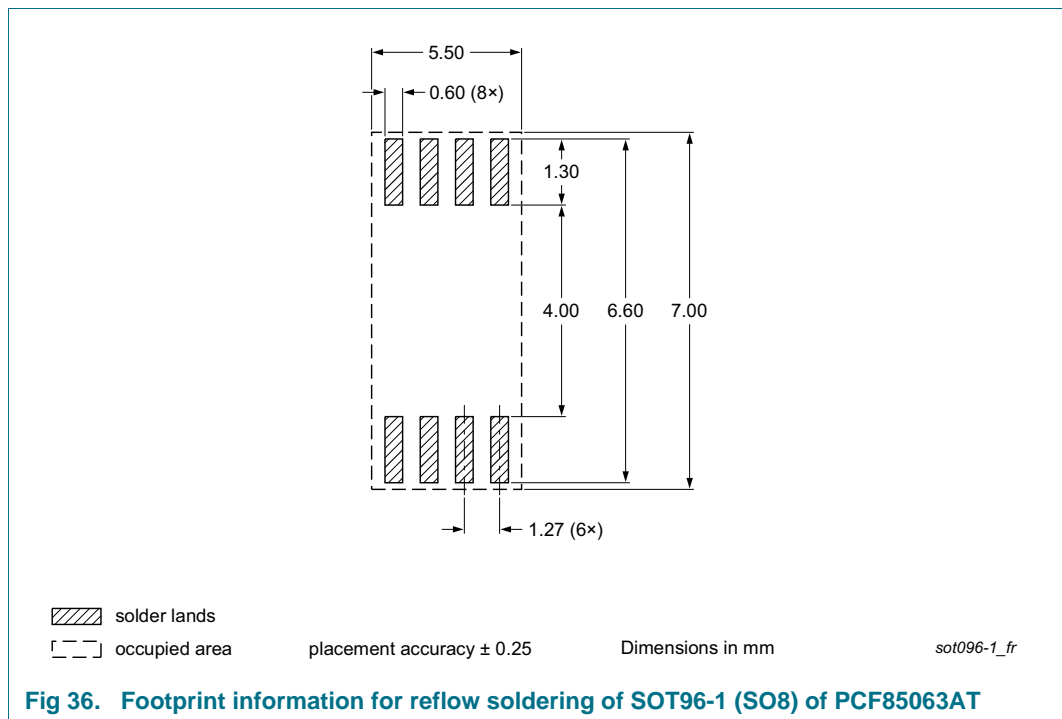 5.50
0.60 (8×)
1.30
4.00
6.60
7.00
1.27 (6×)
solder lands
occupied area
placement accuracy ± 0.25
Dimensions in mm
sot096-1_fr
Fig 36. Footprint information for reflow soldering of SOT96-1 (SO8) of PCF85063AT